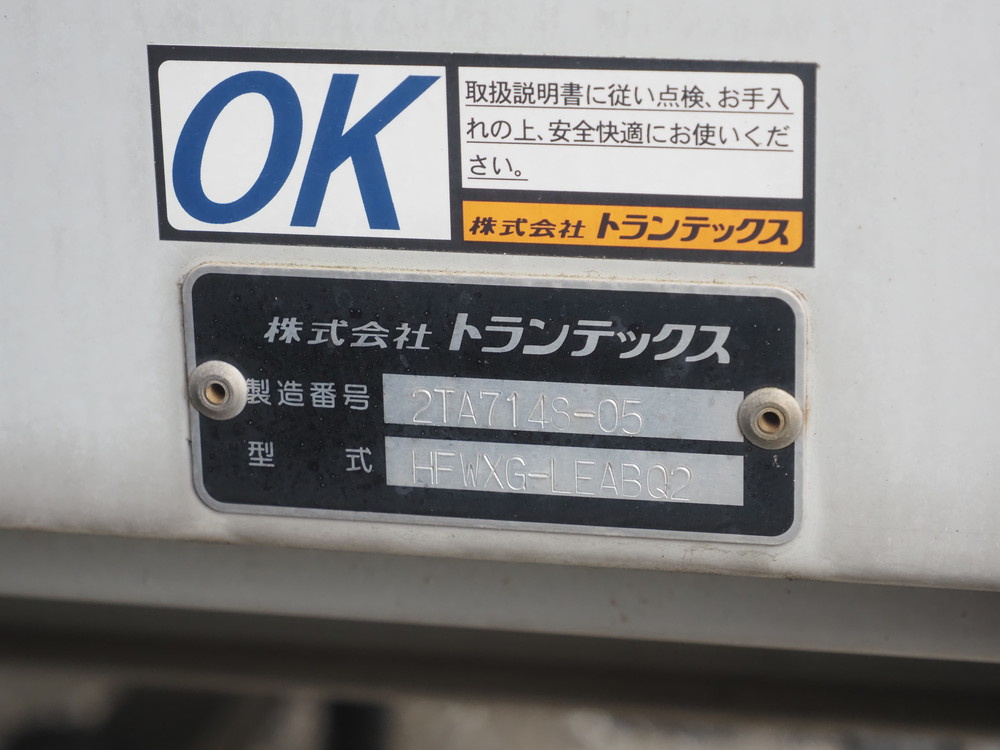 OK
取扱説明書に従い点検、お手入
れの上、安全快適にお使いくだ
さい。
株式会社 トランテックス
株式会社 トランテックス
製造番号 2TA7148-05
型式 HFWXG-LEABQ2